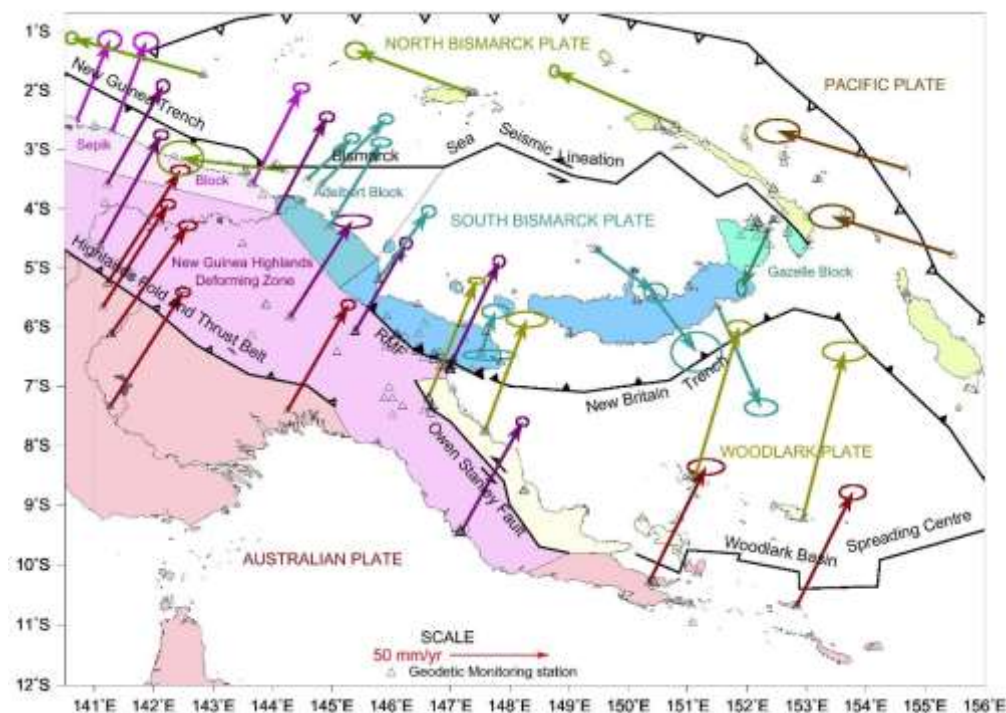 1°S
2°S
3°S
4°S
5°S
6°S
7°S
8°S
9°S
10°S
11°S
12°S
NORTH BISMARCK PLATE
PACIFIC PLATE
New Guinea Trench
Sepik
Block
Bismarck
Sea
Seismic Lineation
Adelbert Block
SOUTH BISMARCK PLATE
New Guinea Highlands
Deforming Zone
Gazelle Block
Highlands Fold and Thrust Belt
RMF
New Britain
Trench
Owen Stanley Fault
WOODLARK PLATE
AUSTRALIAN PLATE
Woodlark Basin
Spreading Centre
SCALE
50 mm/yr
Geodetic Monitoring station
141°E 142°E 143°E 144°E 145°E 146°E 147°E 148°E 149°E 150°E 151°E 152°E 153°E 154°E 155°E 156°E